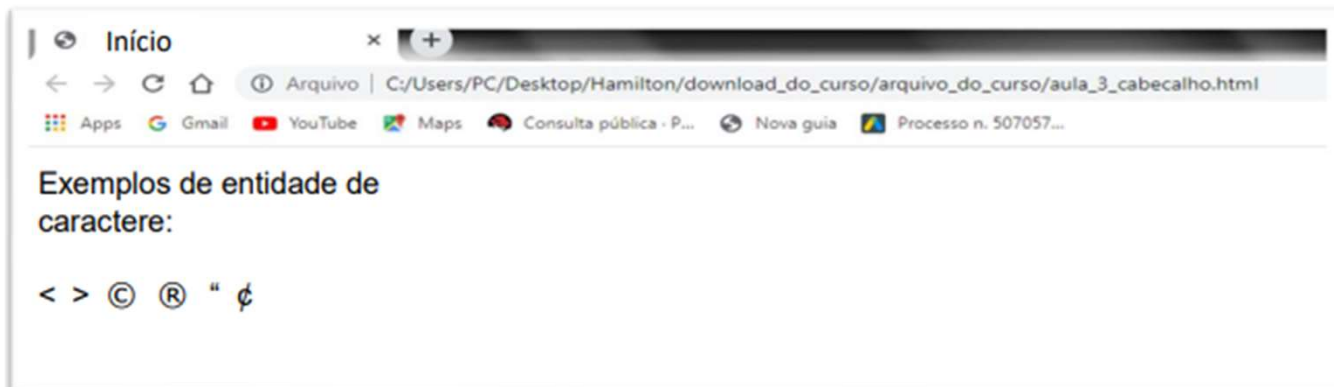 Início × +
Arquivo | C:/Users/PC/Desktop/Hamilton/download_do_curso/arquivo_do_curso/aula_3_cabecalho.html
Apps Gmail YouTube Maps Consulta pública - P... Nova guia Processo n. 507057...
Exemplos de entidade de
caractere:
< > © ® “ ¢